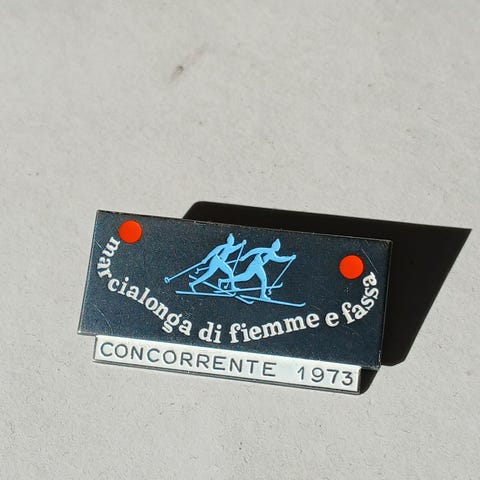 marcialonga di fiemme e fassa
CONCORRENTE 1973